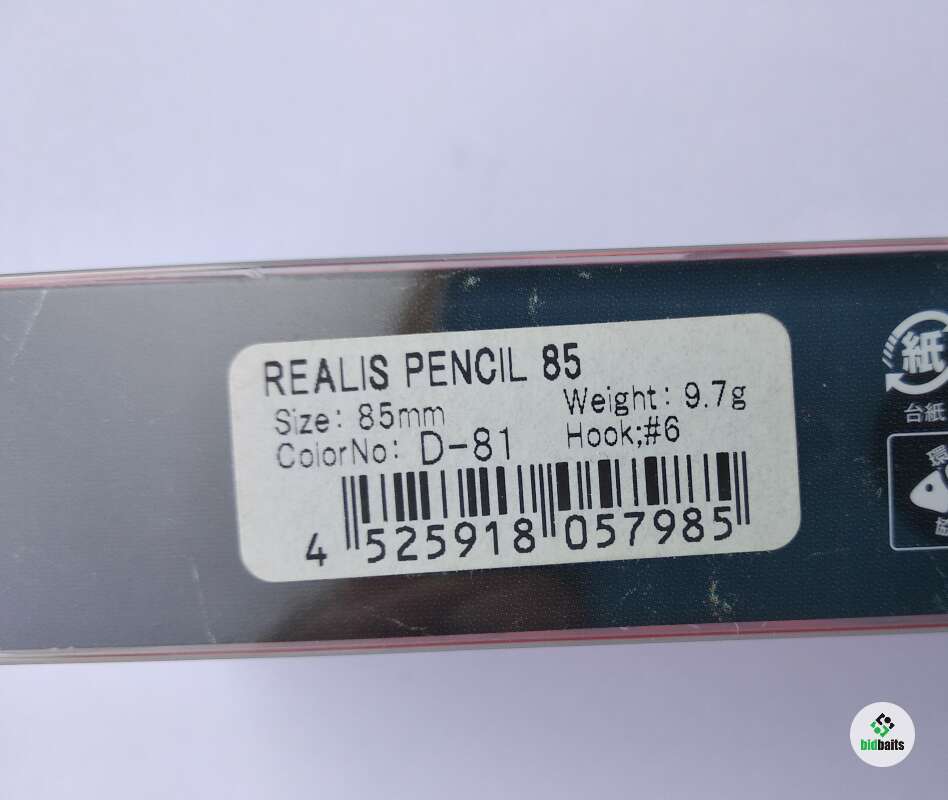 REALIS PENCIL 85
Size: 85mm Weight: 9.7g
ColorNo: D-81 Hook;#6
4 525918 057985
紙
台紙
bidbaits